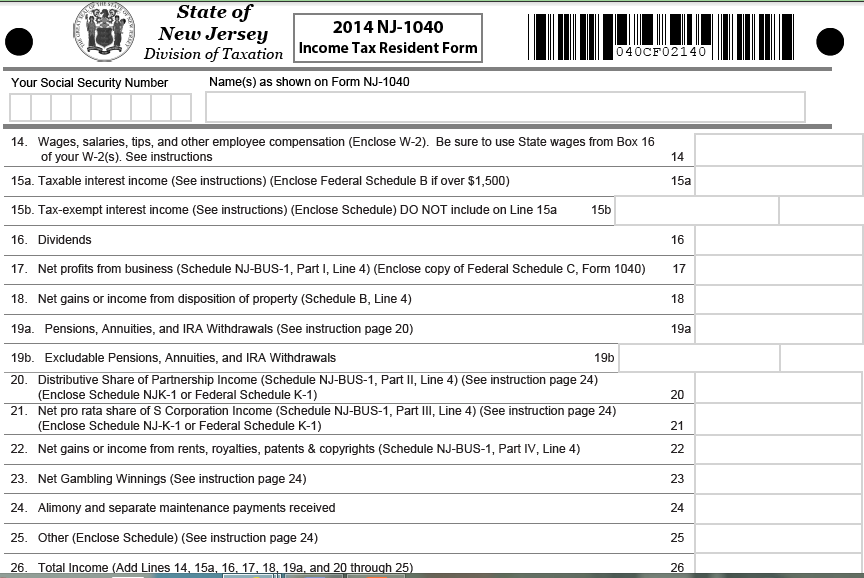 State of
New Jersey
Division of Taxation
2014 NJ-1040
Income Tax Resident Form
040CF02140
Your Social Security Number
Name(s) as shown on Form NJ-1040
14. Wages, salaries, tips, and other employee compensation (Enclose W-2). Be sure to use State wages from Box 16
of your W-2(s). See instructions 14
15a. Taxable interest income (See instructions) (Enclose Federal Schedule B if over $1,500) 15a
15b. Tax-exempt interest income (See instructions) (Enclose Schedule) DO NOT include on Line 15a 15b
16. Dividends 16
17. Net profits from business (Schedule NJ-BUS-1, Part I, Line 4) (Enclose copy of Federal Schedule C, Form 1040) 17
18. Net gains or income from disposition of property (Schedule B, Line 4) 18
19a. Pensions, Annuities, and IRA Withdrawals (See instruction page 20) 19a
19b. Excludable Pensions, Annuities, and IRA Withdrawals 19b
20. Distributive Share of Partnership Income (Schedule NJ-BUS-1, Part II, Line 4) (See instruction page 24)
(Enclose Schedule NJK-1 or Federal Schedule K-1) 20
21. Net pro rata share of S Corporation Income (Schedule NJ-BUS-1, Part III, Line 4) (See instruction page 24)
(Enclose Schedule NJ-K-1 or Federal Schedule K-1) 21
22. Net gains or income from rents, royalties, patents & copyrights (Schedule NJ-BUS-1, Part IV, Line 4) 22
23. Net Gambling Winnings (See instruction page 24) 23
24. Alimony and separate maintenance payments received 24
25. Other (Enclose Schedule) (See instruction page 24) 25
26. Total Income (Add Lines 14, 15a, 16, 17, 18, 19a, and 20 through 25) 26